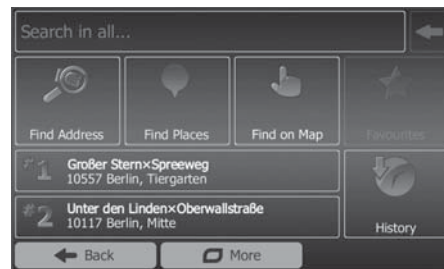 Search in all...
Find Address
Find Places
Find on Map
Favourites
#1 Großer Stern×Spreeweg
10557 Berlin, Tiergarten
#2 Unter den Linden×Oberwallstraße
10117 Berlin, Mitte
History
Back
More